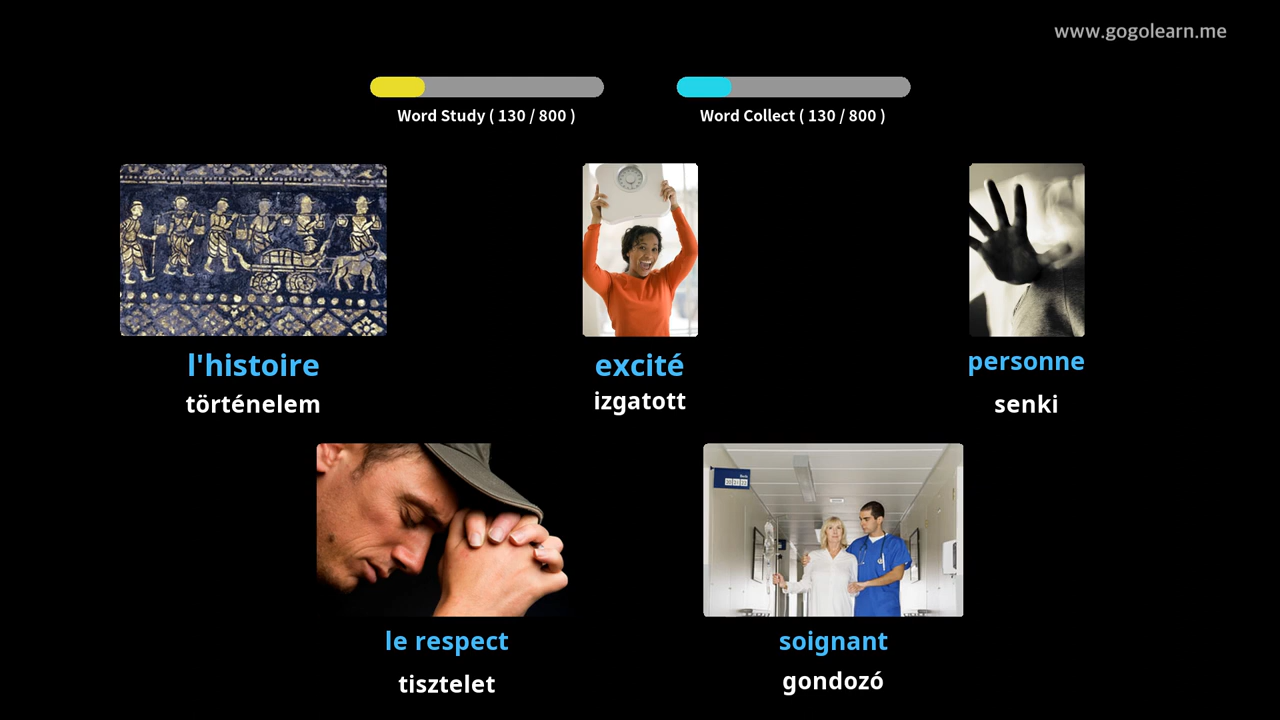 www.gogolearn.me
Word Study ( 130 / 800 )
Word Collect ( 130 / 800 )
l'histoire
történelem
excité
izgatott
personne
senki
le respect
tisztelet
soignant
gondozó